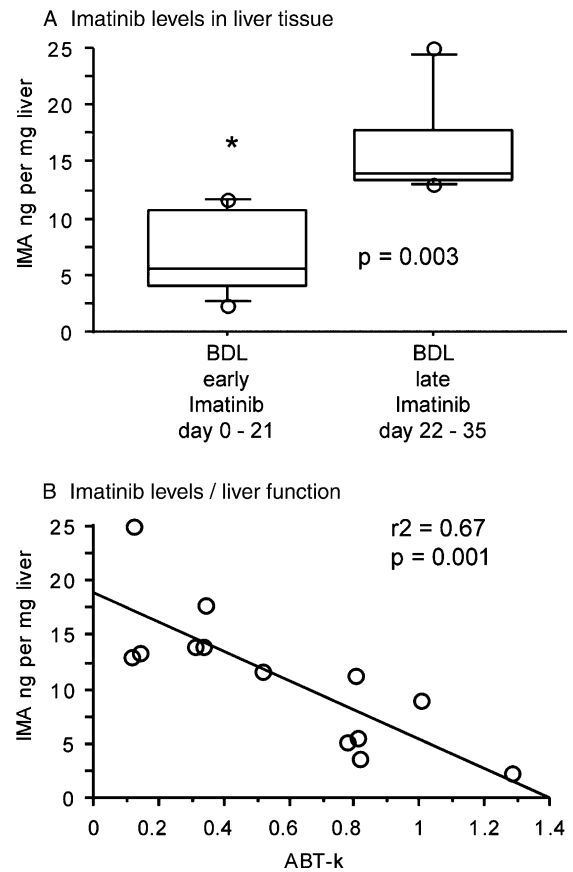 A Imatinib levels in liver tissue
IMA ng per mg liver
25
20
15
10
5
0
*
p = 0.003
BDL
early
Imatinib
day 0 - 21
BDL
late
Imatinib
day 22 - 35
B Imatinib levels / liver function
IMA ng per mg liver
25
20
15
10
5
0
r2 = 0.67
p = 0.001
0 0.2 0.4 0.6 0.8 1 1.2 1.4
ABT-k